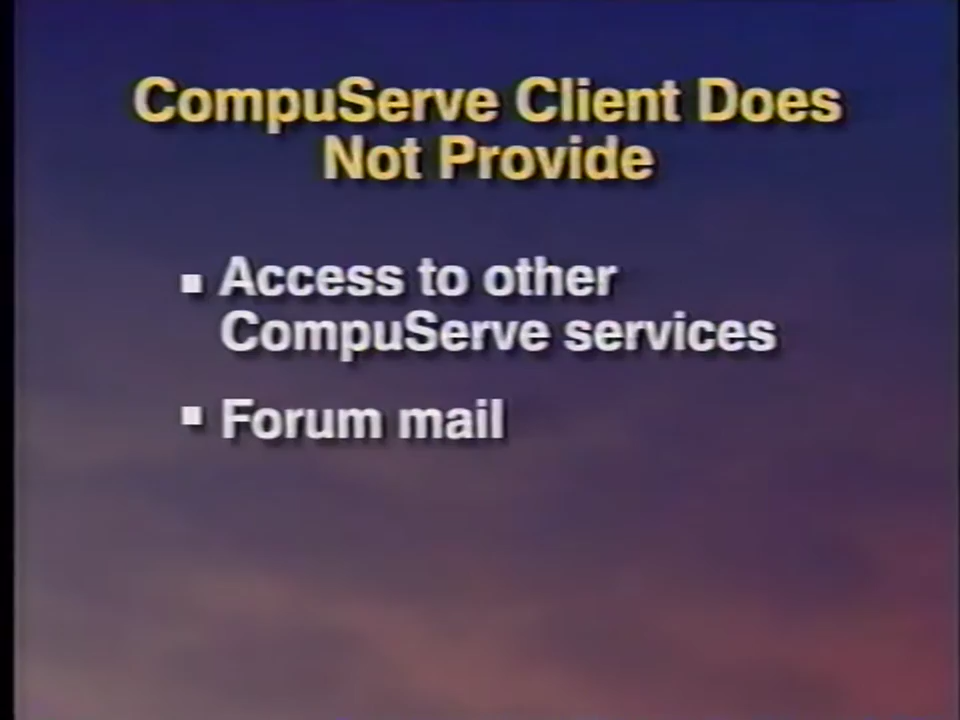 CompuServe Client Does
Not Provide
▪ Access to other
CompuServe services
▪ Forum mail